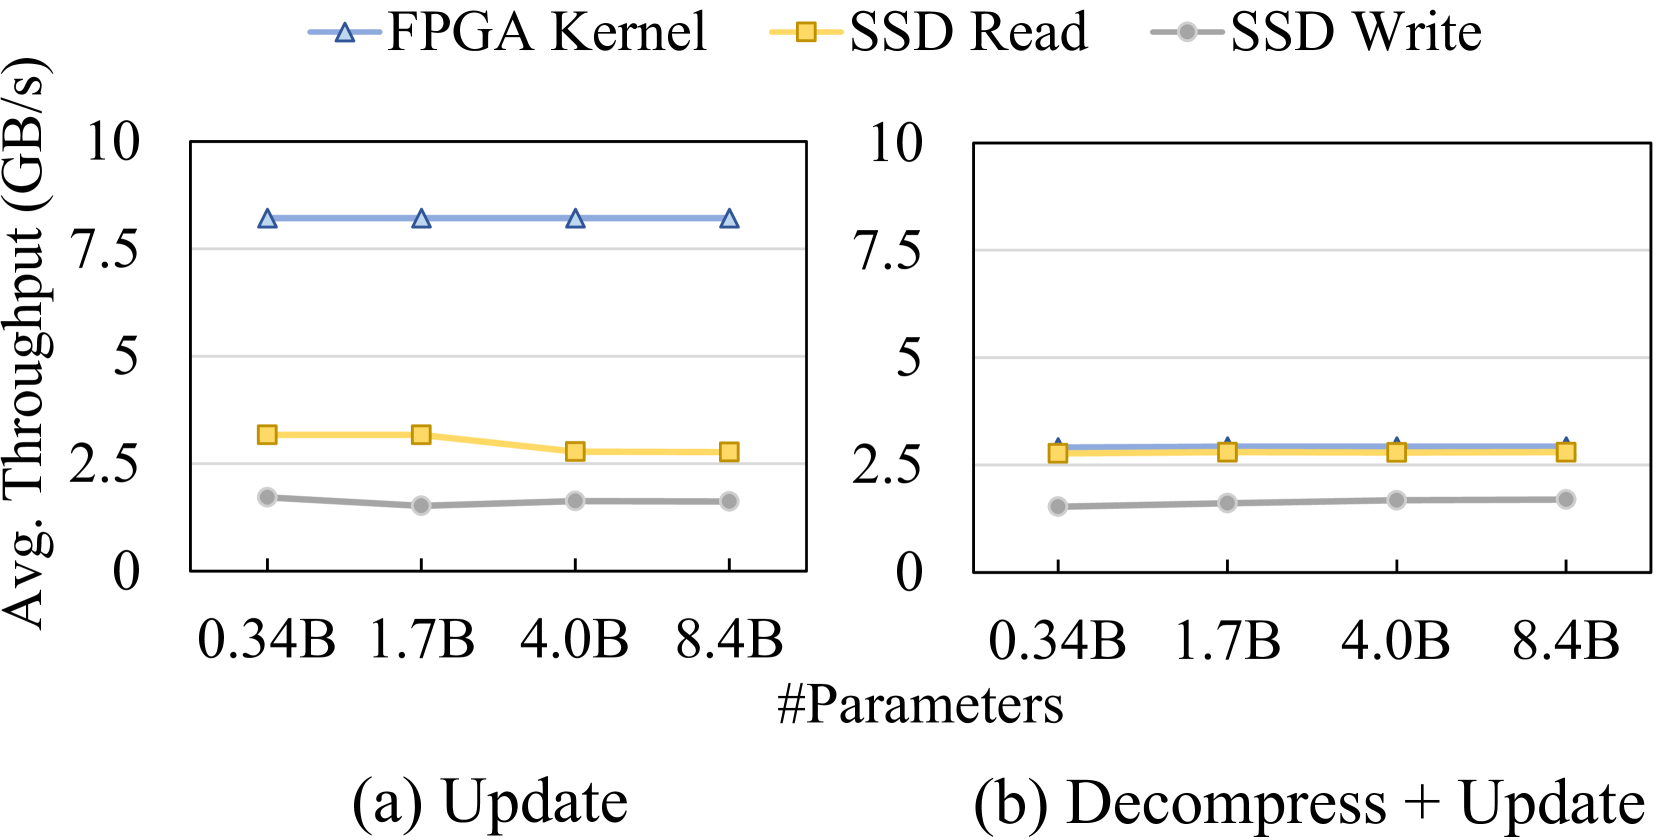 FPGA Kernel SSD Read SSD Write
Avg. Throughput (GB/s)
10
7.5
5
2.5
0
0.34B 1.7B 4.0B 8.4B
10
7.5
5
2.5
0
0.34B 1.7B 4.0B 8.4B
#Parameters
(a) Update
(b) Decompress + Update